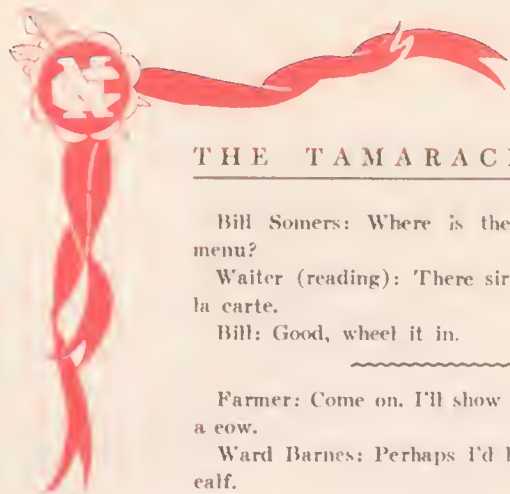 NC
THE TAMARAC
Bill Somers: Where is the
menu?
Waiter (reading): There sir
la carte.
Bill: Good, wheel it in.
Farmer: Come on. I'll show
a cow.
Ward Barnes: Perhaps I'd
calf.